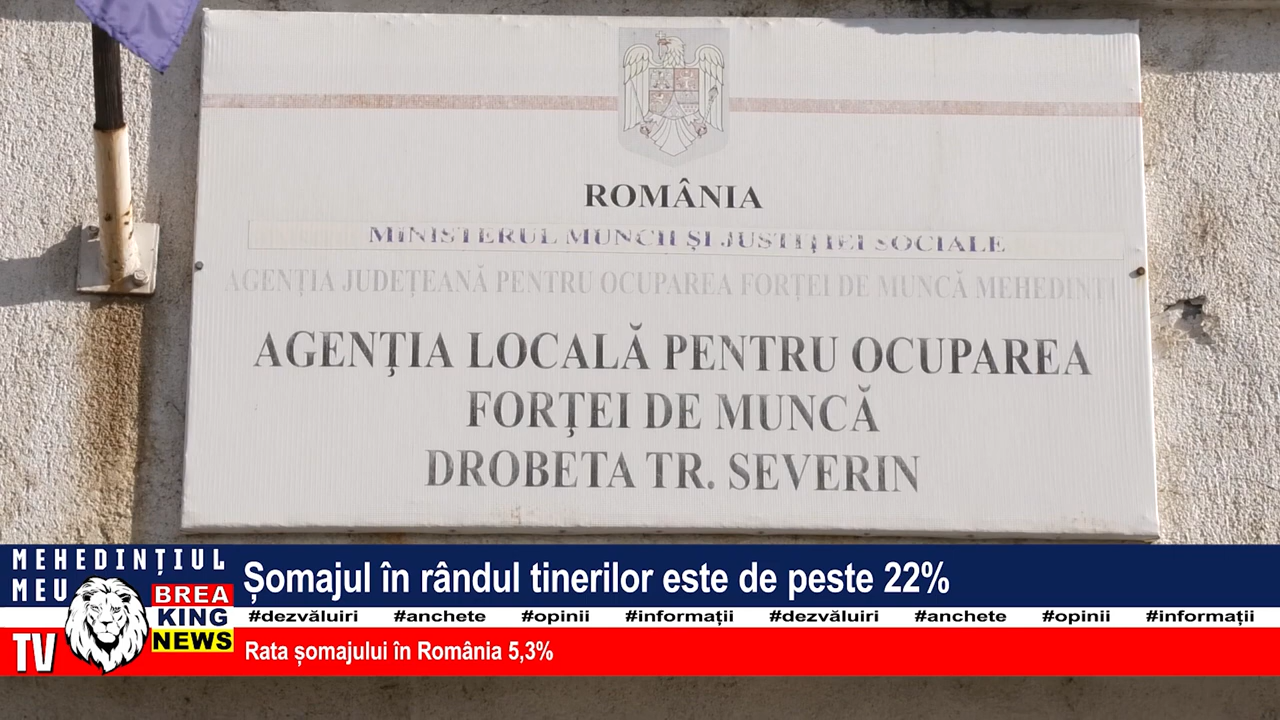 ROMÂNIA
MINISTERUL MUNCII ȘI JUSTIȚIEI SOCIALE
AGENȚIA JUDEȚEANĂ PENTRU OCUPAREA FORȚEI DE MUNCĂ MEHEDINȚI
AGENŢIA LOCALĂ PENTRU OCUPAREA
FORŢEI DE MUNCĂ
DROBETA TR. SEVERIN
MEHEDINȚIUL
MEU
TV
BREA
KING
NEWS
Șomajul în rândul tinerilor este de peste 22%
#dezvăluiri #anchete #opinii #informații #dezvăluiri #anchete #opinii #informații
Rata șomajului în România 5,3%